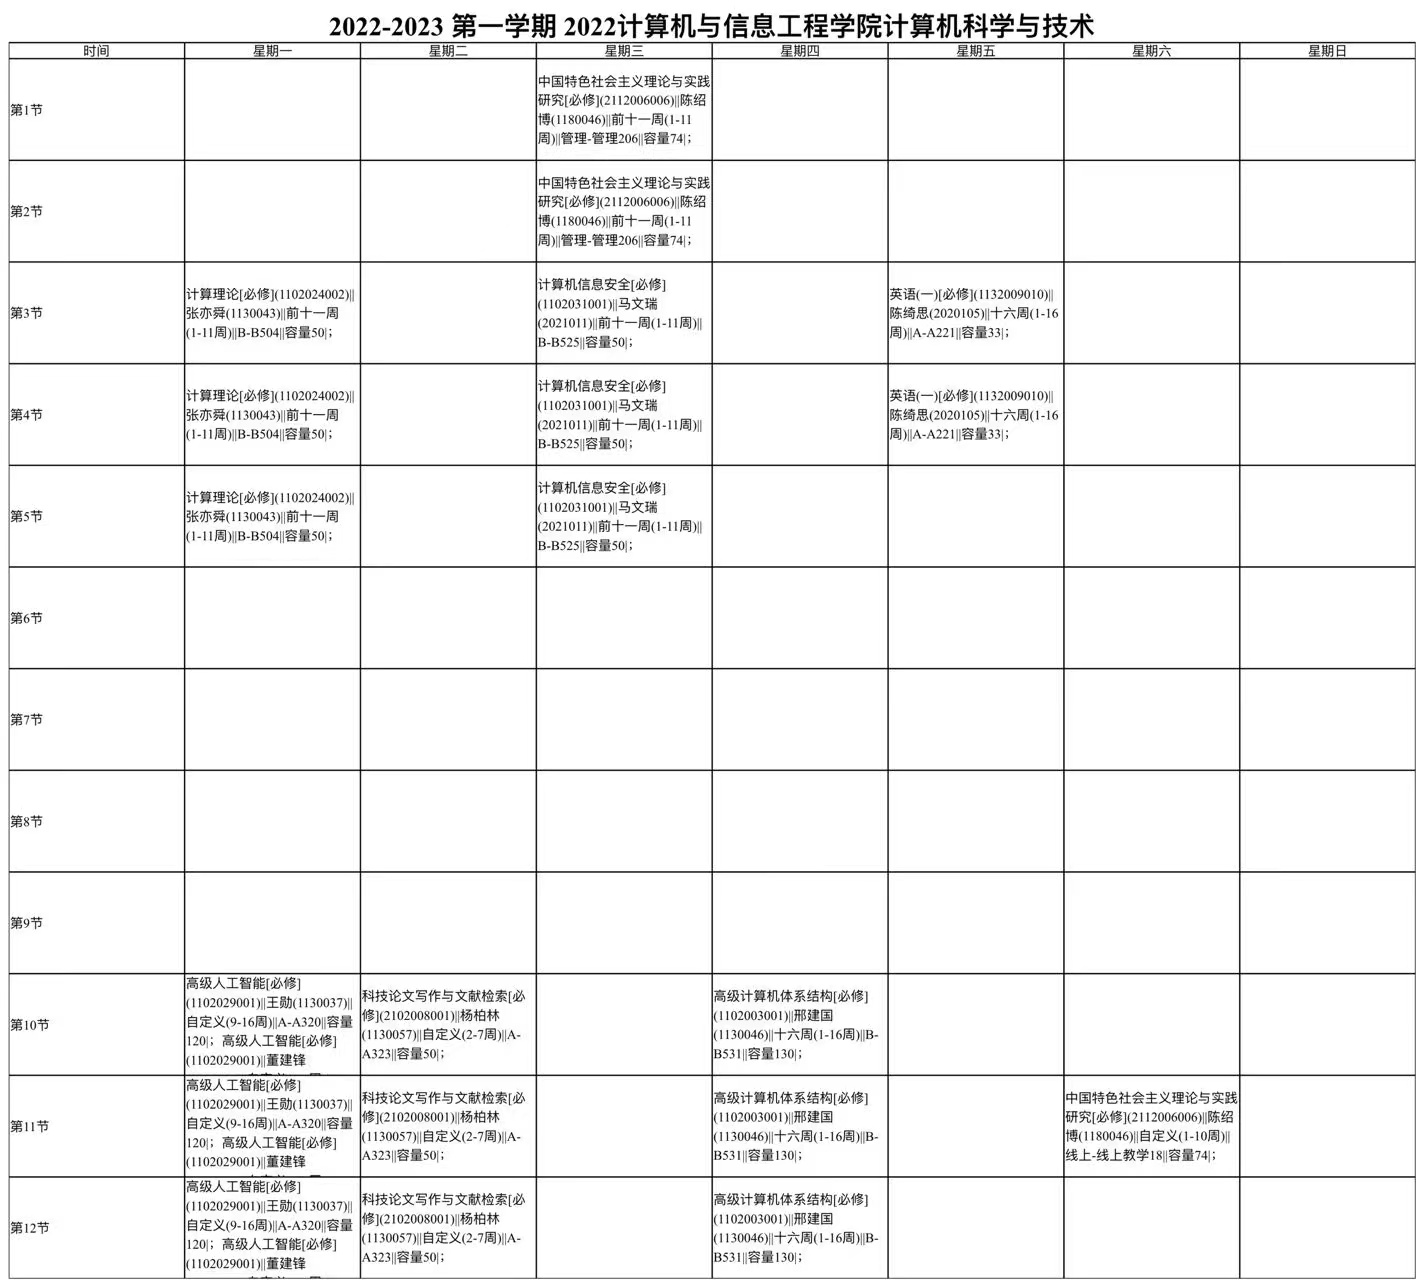 2022-2023 第一学期 2022计算机与信息工程学院计算机科学与技术
时间 星期一 星期二 星期三 星期四 星期五 星期六 星期日
第1节
中国特色社会主义理论与实践
研究[必修](2112006006)||陈绍
博(1180046)||前十一周(1-11
周)||管理-管理206||容量74|;
第2节
中国特色社会主义理论与实践
研究[必修](2112006006)||陈绍
博(1180046)||前十一周(1-11
周)||管理-管理206||容量74|;
第3节
计算理论[必修](1102024002)||
张亦舜(1130043)||前十一周
(1-11周)||B-B504||容量50|;
计算机信息安全[必修]
(1102031001)||马文瑞
(2021011)||前十一周(1-11周)||
B-B525||容量50|;
英语(一)[必修](1132009010)||
陈绮思(2020105)||十六周(1-16
周)||A-A221||容量33|;
第4节
计算理论[必修](1102024002)||
张亦舜(1130043)||前十一周
(1-11周)||B-B504||容量50|;
计算机信息安全[必修]
(1102031001)||马文瑞
(2021011)||前十一周(1-11周)||
B-B525||容量50|;
英语(一)[必修](1132009010)||
陈绮思(2020105)||十六周(1-16
周)||A-A221||容量33|;
第5节
计算理论[必修](1102024002)||
张亦舜(1130043)||前十一周
(1-11周)||B-B504||容量50|;
计算机信息安全[必修]
(1102031001)||马文瑞
(2021011)||前十一周(1-11周)||
B-B525||容量50|;
第6节
第7节
第8节
第9节
第10节
高级人工智能[必修]
(1102029001)||王勋(1130037)||
自定义(9-16周)||A-A320||容量
120|; 高级人工智能[必修]
(1102029001)||董建锋
科技论文写作与文献检索[必
修](2102008001)||杨柏林
(1130057)||自定义(2-7周)||A-
A323||容量50|;
高级计算机体系结构[必修]
(1102003001)||邢建国
(1130046)||十六周(1-16周)||B-
B531||容量130|;
第11节
高级人工智能[必修]
(1102029001)||王勋(1130037)||
自定义(9-16周)||A-A320||容量
120|; 高级人工智能[必修]
(1102029001)||董建锋
科技论文写作与文献检索[必
修](2102008001)||杨柏林
(1130057)||自定义(2-7周)||A-
A323||容量50|;
高级计算机体系结构[必修]
(1102003001)||邢建国
(1130046)||十六周(1-16周)||B-
B531||容量130|;
中国特色社会主义理论与实践
研究[必修](2112006006)||陈绍
博(1180046)||自定义(1-10周)||
线上-线上教学18||容量74|;
第12节
高级人工智能[必修]
(1102029001)||王勋(1130037)||
自定义(9-16周)||A-A320||容量
120|; 高级人工智能[必修]
(1102029001)||董建锋
科技论文写作与文献检索[必
修](2102008001)||杨柏林
(1130057)||自定义(2-7周)||A-
A323||容量50|;
高级计算机体系结构[必修]
(1102003001)||邢建国
(1130046)||十六周(1-16周)||B-
B531||容量130|;